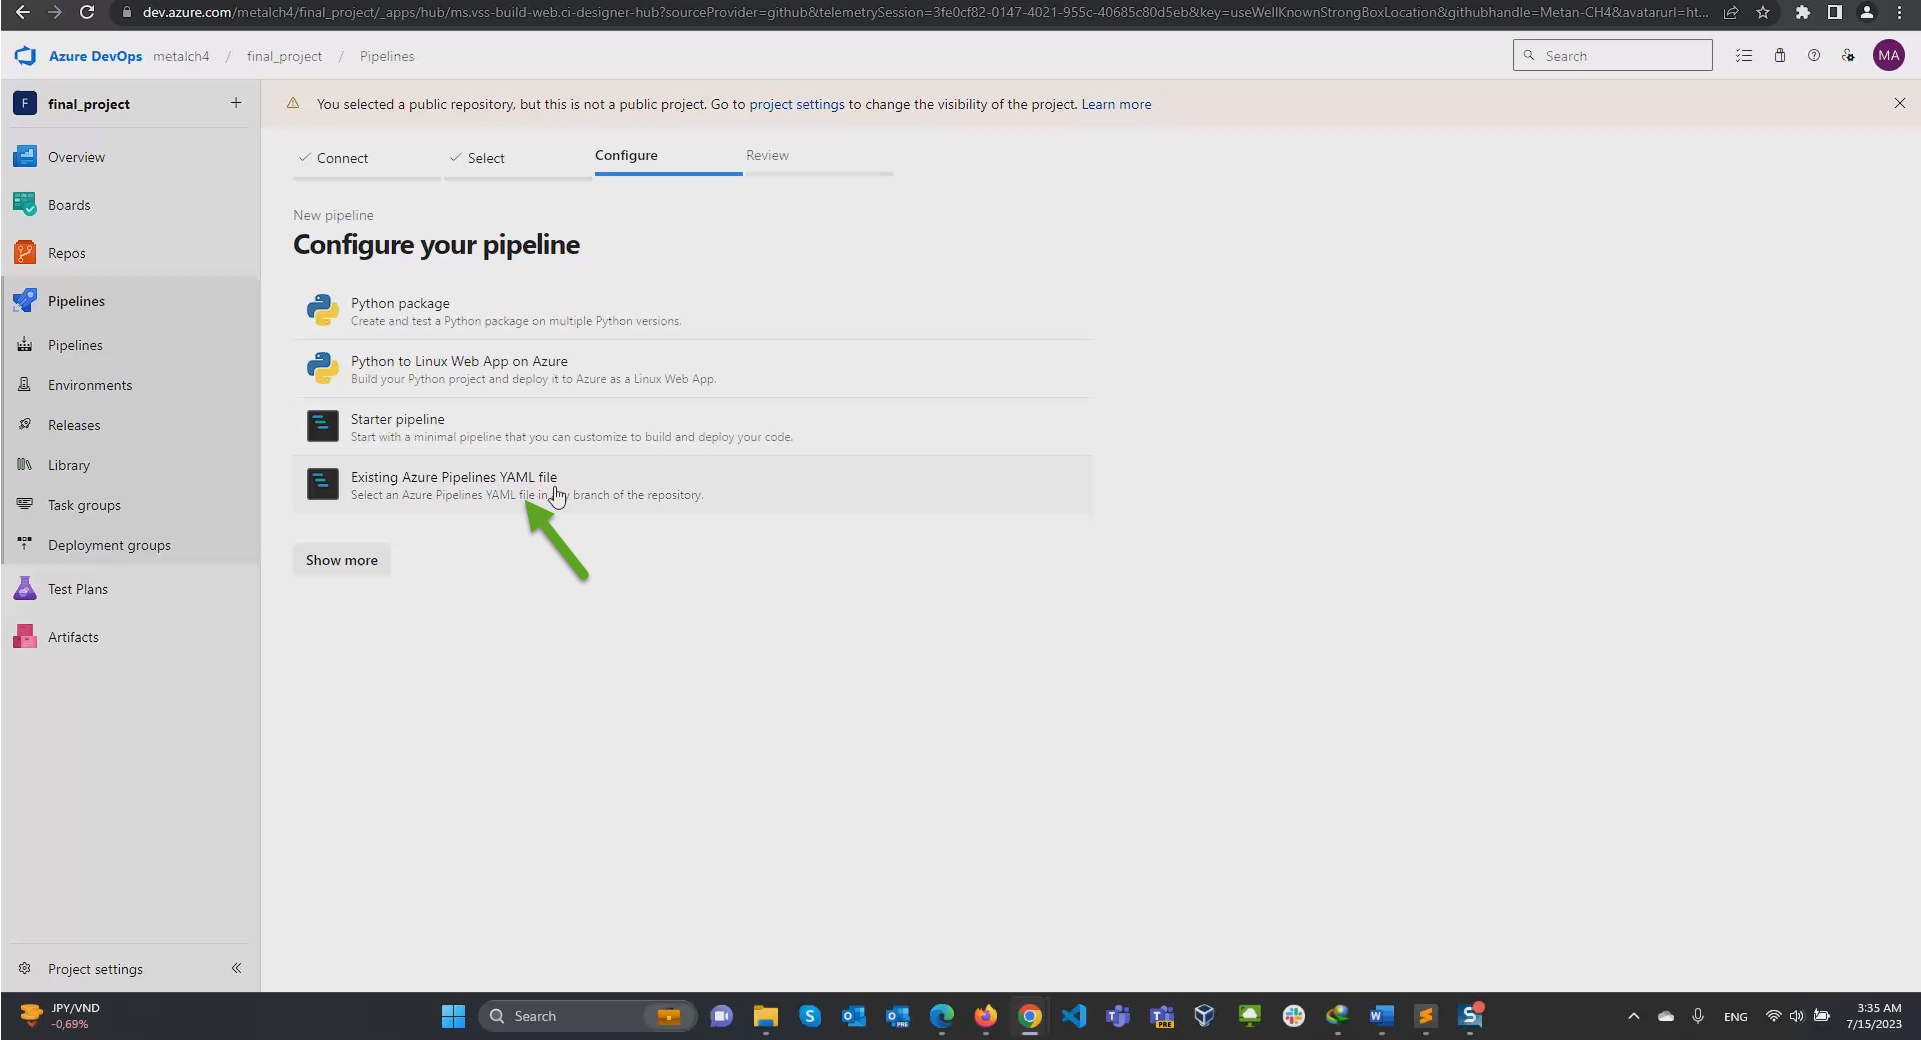 dev.azure.com/metalch4/final_project/_apps/hub/ms.vss-build-web.ci-designer-hub?sourceProvider=github&telemetrySession=3fe0cf82-0147-4021-955c-40685c80d5eb&key=useWellKnownStrongBoxLocation&githubhandle=Metan-CH4&avatarurl=ht...
Azure DevOps metalch4 / final_project / Pipelines
Search
MA
F final_project +
You selected a public repository, but this is not a public project. Go to project settings to change the visibility of the project. Learn more
Overview
Boards
Repos
Pipelines
Pipelines
Environments
Releases
Library
Task groups
Deployment groups
Test Plans
Artifacts
Project settings
Connect
Select
Configure
Review
New pipeline
Configure your pipeline
Python package
Create and test a Python package on multiple Python versions.
Python to Linux Web App on Azure
Build your Python project and deploy it to Azure as a Linux Web App.
Starter pipeline
Start with a minimal pipeline that you can customize to build and deploy your code.
Existing Azure Pipelines YAML file
Select an Azure Pipelines YAML file in branch of the repository.
Show more
JPY/VND
-0,69%
Search
PRE
PRE
ENG
3:35 AM
7/15/2023